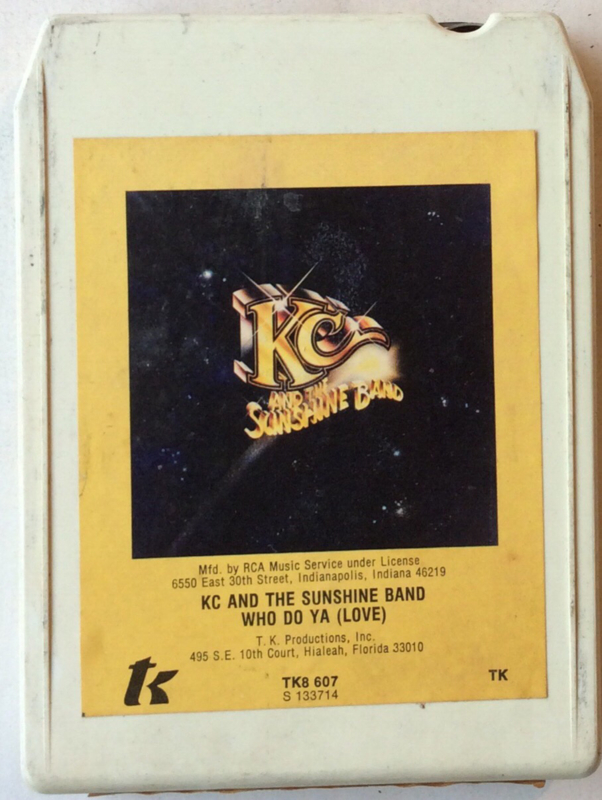 KC
AND THE
SUNSHINE BAND
Mfd. by RCA Music Service under License
6550 East 30th Street, Indianapolis, Indiana 46219
KC AND THE SUNSHINE BAND
WHO DO YA (LOVE)
T. K. Productions, Inc.
495 S.E. 10th Court, Hialeah, Florida 33010
tk
TK8 607
TK
S 133714